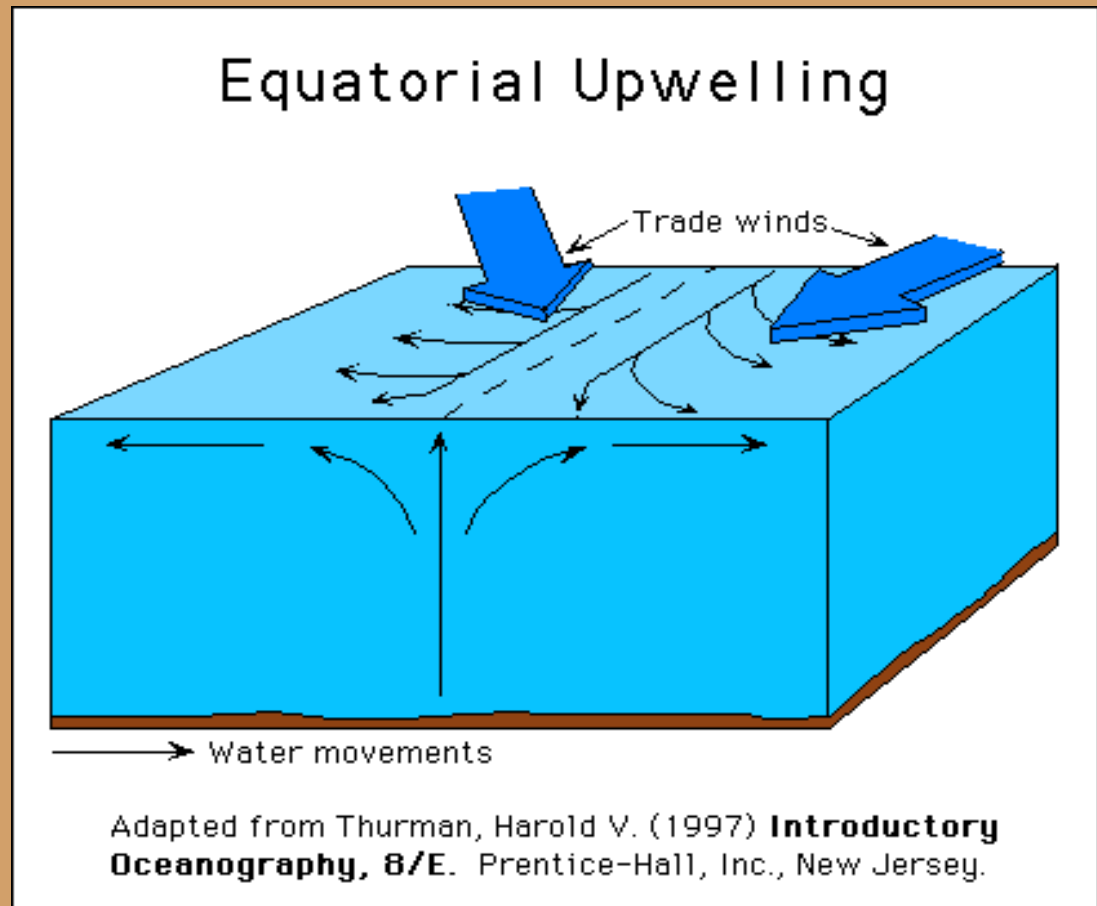 Equatorial Upwelling
Trade winds
Water movements
Adapted from Thurman, Harold V. (1997) Introductory
Oceanography, 8/E. Prentice-Hall, Inc., New Jersey.